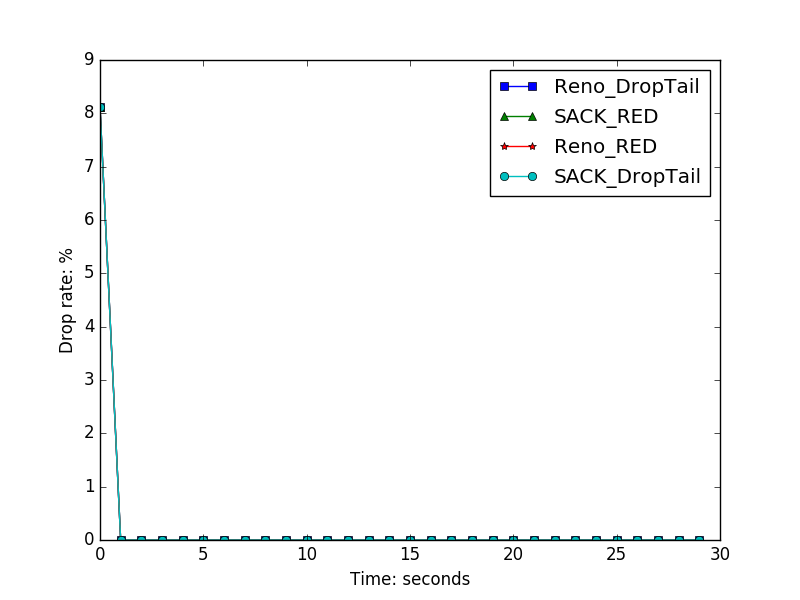 9
8
7
6
5
4
3
2
1
0
Drop rate: %
Reno_DropTail
SACK_RED
Reno_RED
SACK_DropTail
0 5 10 15 20 25 30
Time: seconds